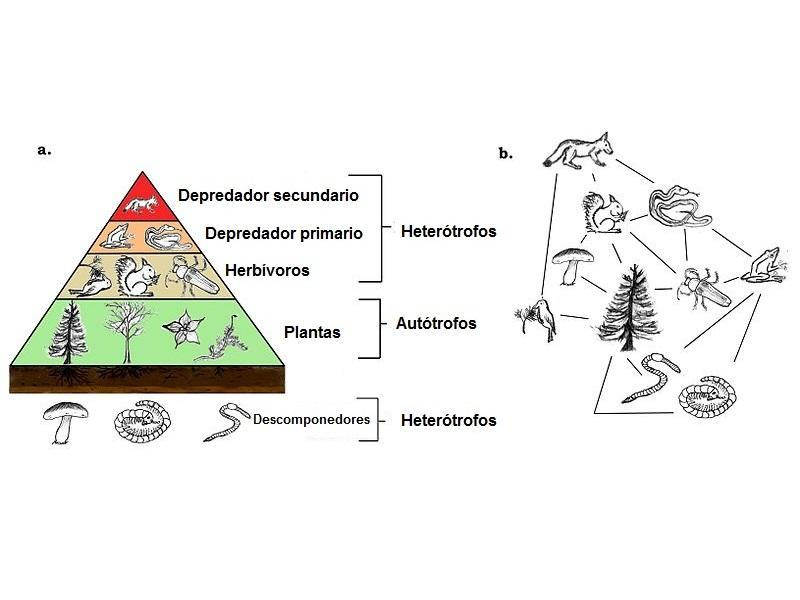 a.
Depredador secundario
Depredador primario
Heterótrofos
Herbívoros
Plantas
Autótrofos
Descomponedores
Heterótrofos
b.